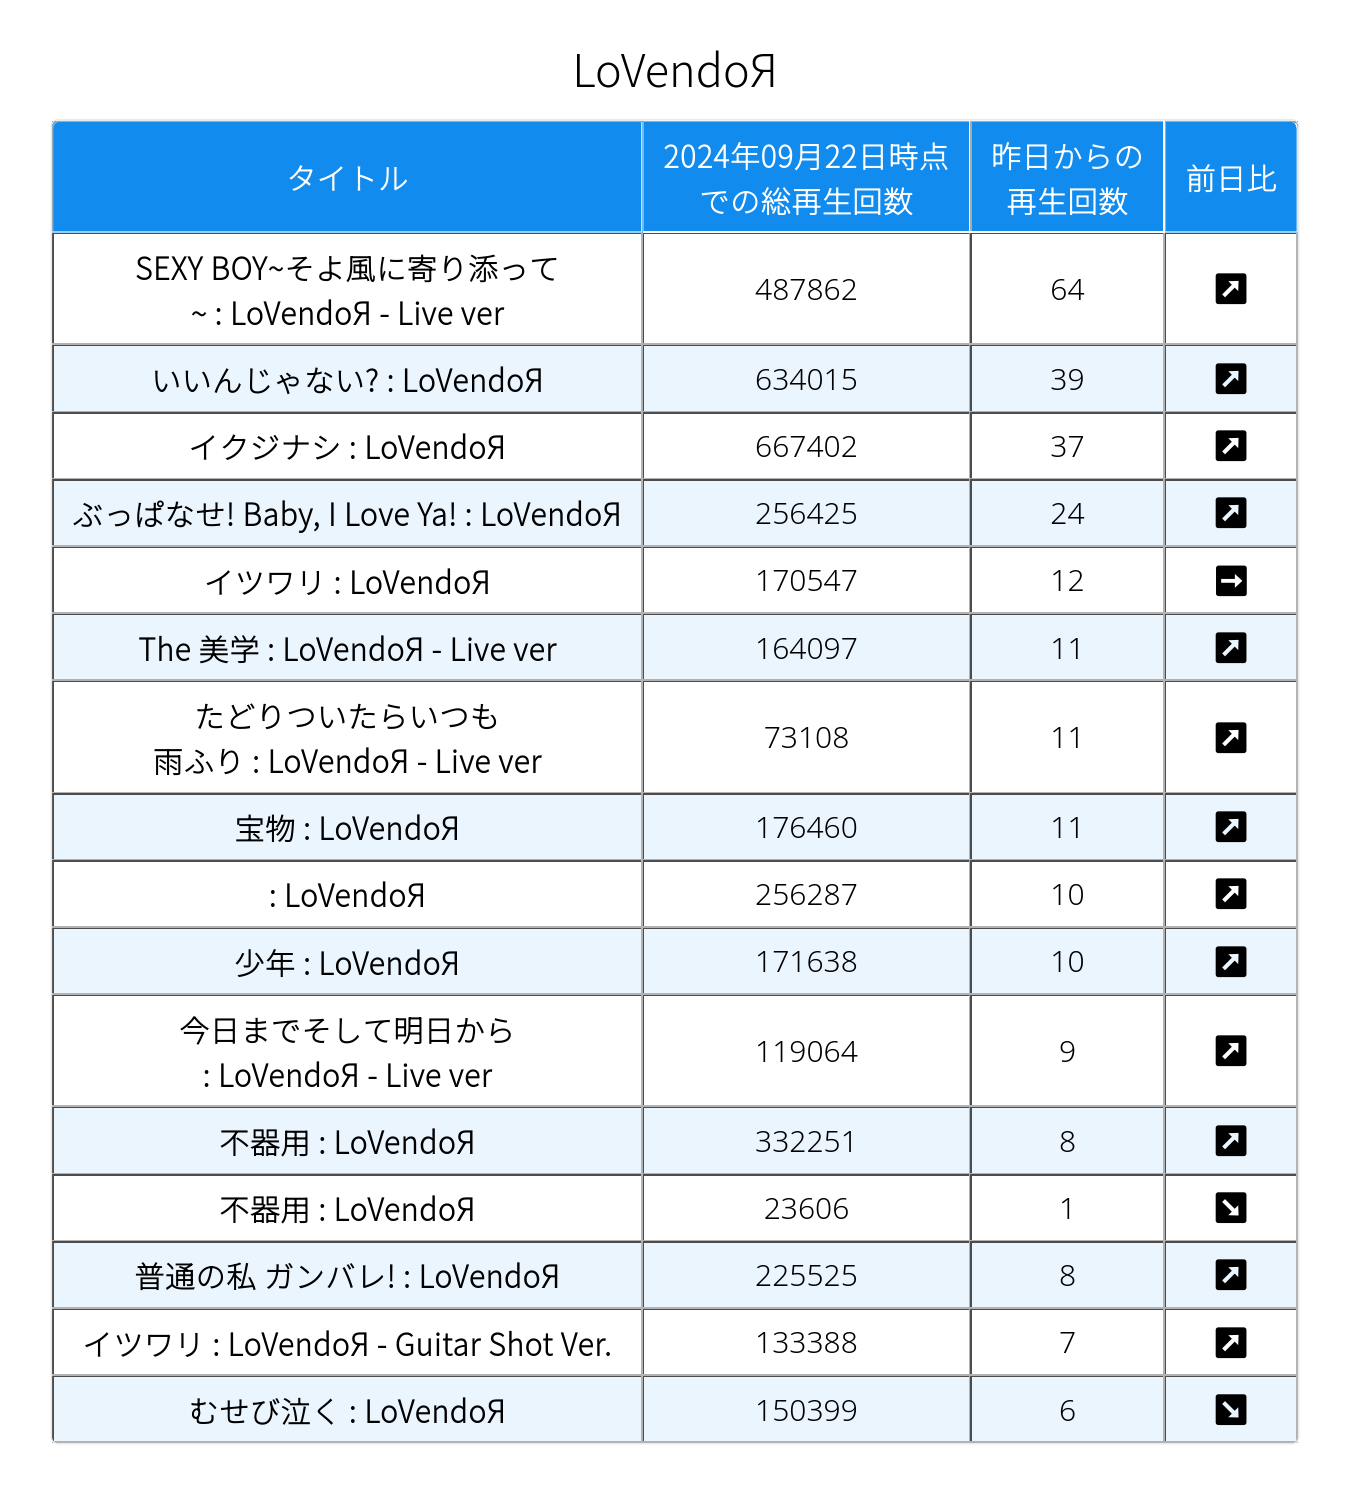 LoVendoЯ
タイトル
2024年09月22日時点
での総再生回数
昨日からの
再生回数
前日比
SEXY BOY~そよ風に寄り添って
~ : LoVendoЯ - Live ver
487862
64
いいんじゃない? : LoVendoЯ
634015
39
イクジナシ : LoVendoЯ
667402
37
ぶっぱなせ! Baby, I Love Ya! : LoVendoЯ
256425
24
イツワリ : LoVendoЯ
170547
12
The 美学 : LoVendoЯ - Live ver
164097
11
たどりついたらいつも
雨ふり : LoVendoЯ - Live ver
73108
11
宝物 : LoVendoЯ
176460
11
: LoVendoЯ
256287
10
少年 : LoVendoЯ
171638
10
今日までそして明日から
: LoVendoЯ - Live ver
119064
9
不器用 : LoVendoЯ
332251
8
不器用 : LoVendoЯ
23606
1
普通の私 ガンバレ! : LoVendoЯ
225525
8
イツワリ : LoVendoЯ - Guitar Shot Ver.
133388
7
むせび泣く : LoVendoЯ
150399
6